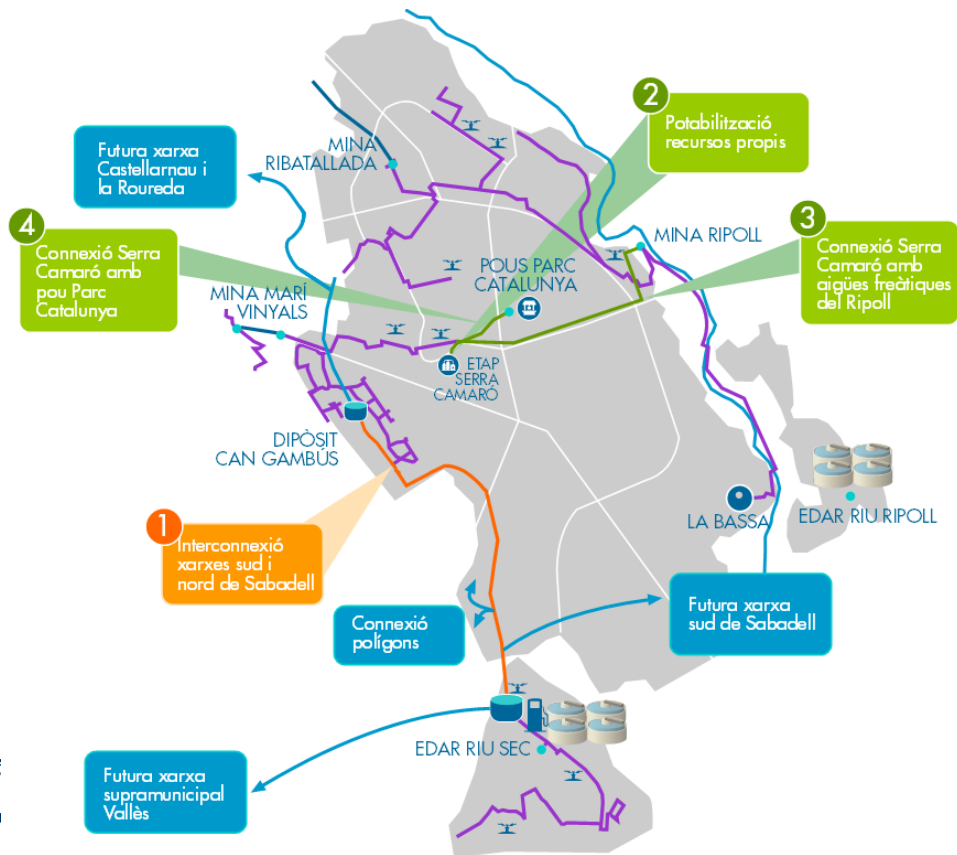 2
Potabilització
recursos propis
MINA
RIBATALLADA
Futura xarxa
Castellarnau i
la Roureda
4
Connexió Serra
Camaró amb
pou Parc
Catalunya
3
Connexió Serra
Camaró amb
aigües freàtiques
del Ripoll
MINA RIPOLL
POUS PARC
CATALUNYA
MINA MARÍ
VINYALS
ETAP
SERRA
CAMARÓ
DIPÒSIT
CAN GAMBÚS
LA BASSA
EDAR RIU RIPOLL
1
Interconnexió
xarxes sud i
nord de Sabadell
Connexió
polígons
Futura xarxa
sud de Sabadell
EDAR RIU SEC
Futura xarxa
supramunicipal
Vallès